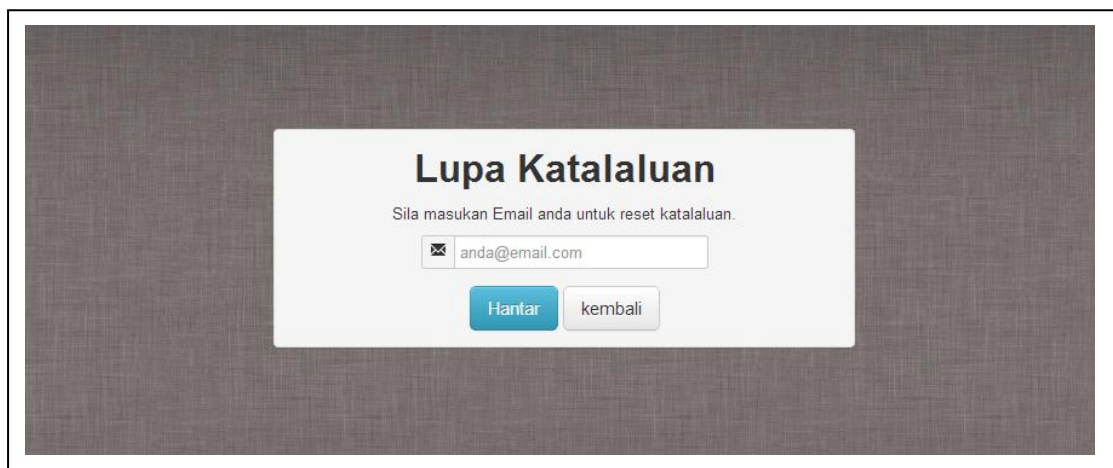 Lupa Katalaluan
Sila masukan Email anda untuk reset katalaluan.
anda@email.com
Hantar kembali